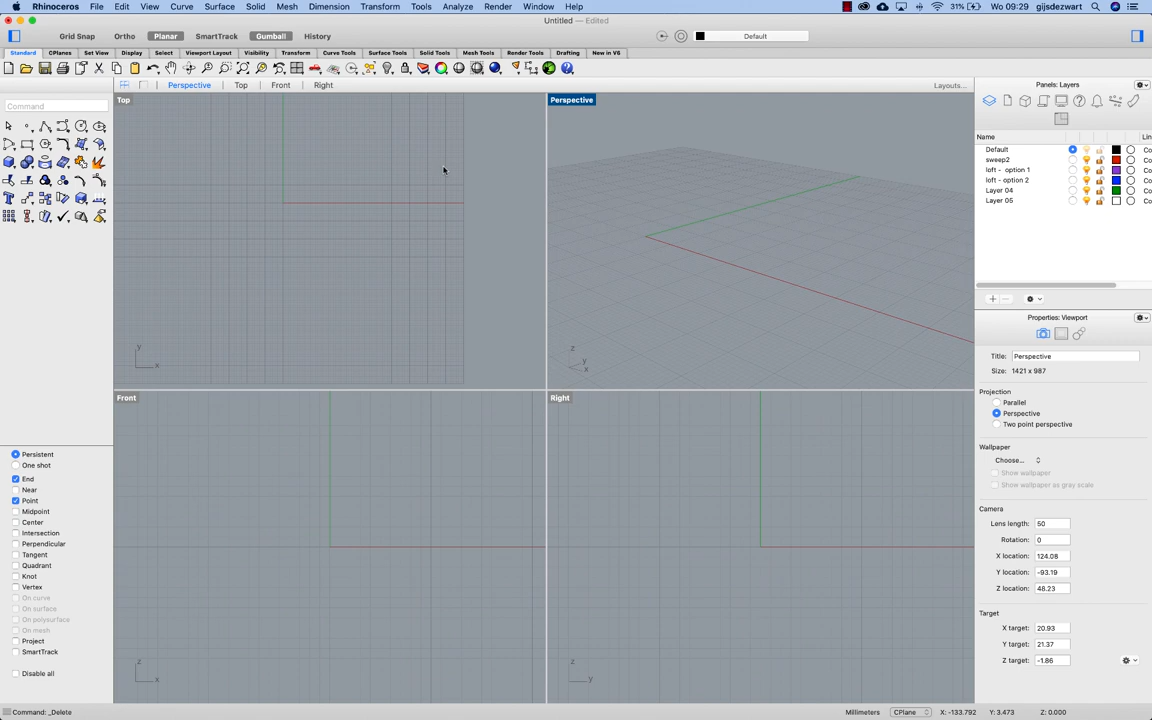 Rhinoceros File Edit View Curve Surface Solid Mesh Dimension Transform Tools Analyze Render Window Help 31% Wo 09:29 gijsdezwart
Untitled — Edited
Grid Snap Ortho Planar SmartTrack Gumball History Default
Standard CPlanes Set View Display Select Viewport Layout Visibility Transform Curve Tools Surface Tools Solid Tools Mesh Tools Render Tools Drafting New in V6
Perspective Top Front Right Layouts... Panels: Layers
Command
Top
Perspective
Name Lin
Default Co
sweep2 Co
loft - option 1 Co
loft - option 2 Co
Layer 04 Co
Layer 05 Co
Properties: Viewport
Title: Perspective
Size: 1421 x 987
Projection
Parallel
Perspective
Two point perspective
Wallpaper
Choose...
Show wallpaper
Show wallpaper as gray scale
Camera
Lens length: 50
Rotation: 0
X location: 124.08
Y location: -93.19
Z location: 48.23
Target
X target: 20.93
Y target: 21.37
Z target: -1.86
y
x
z
y
x
Front
Right
z
x
z
y
Persistent
One shot
End
Near
Point
Midpoint
Center
Intersection
Perpendicular
Tangent
Quadrant
Knot
Vertex
On curve
On surface
On polysurface
On mesh
Project
SmartTrack
Disable all
Command: _Delete Millimeters CPlane X: -133.792 Y: 3.473 Z: 0.000